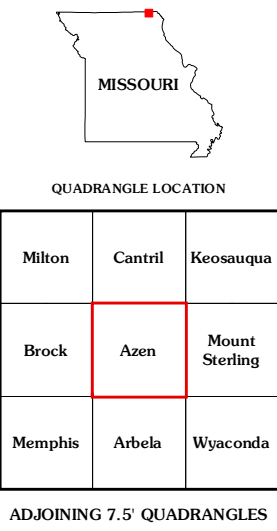 MISSOURI
QUADRANGLE LOCATION
Milton Cantril Keosauqua
Brock Azen Mount
Sterling
Memphis Arbela Wyaconda
ADJOINING 7.5' QUADRANGLES